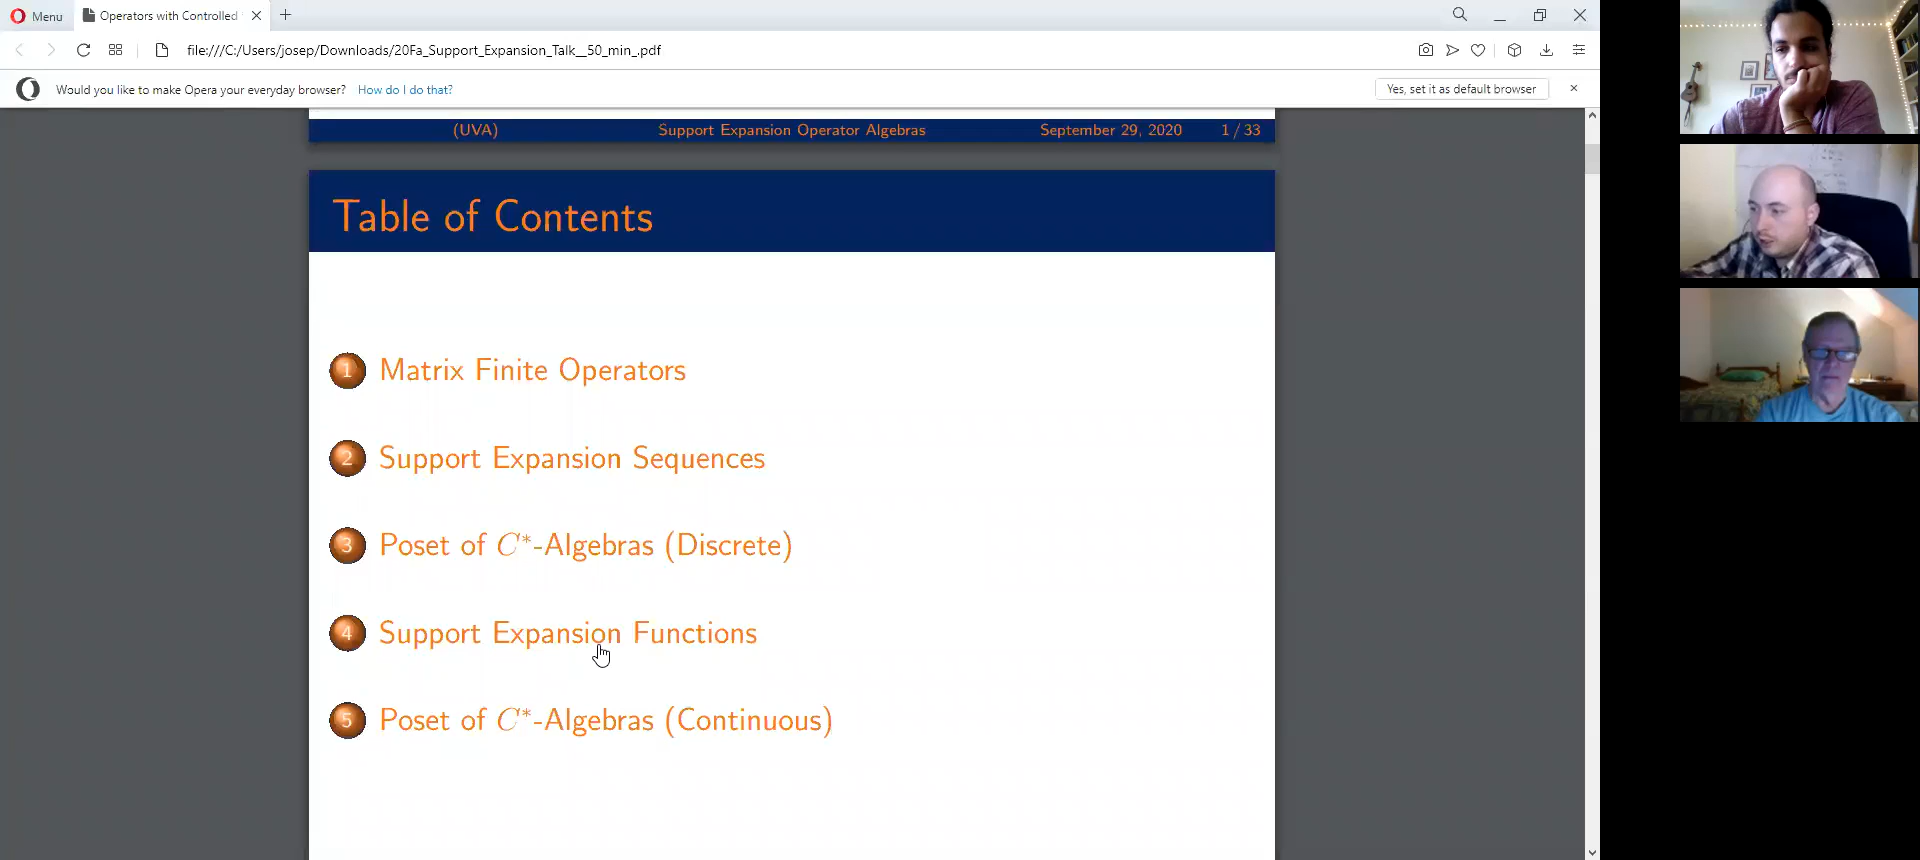 Menu
Operators with Controlled
file:///C:/Users/josep/Downloads/20Fa_Support_Expansion_Talk__50_min_.pdf
Would you like to make Opera your everyday browser? How do I do that?
Yes, set it as default browser
(UVA) Support Expansion Operator Algebras September 29, 2020 1 / 33
Table of Contents
1 Matrix Finite Operators
2 Support Expansion Sequences
3 Poset of C*-Algebras (Discrete)
4 Support Expansion Functions
5 Poset of C*-Algebras (Continuous)